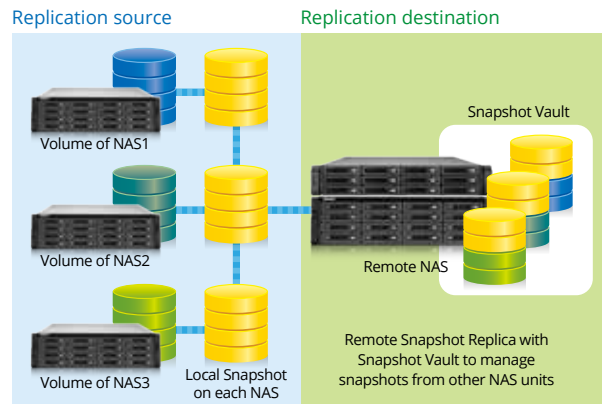 Replication source
Replication destination
Volume of NAS1
Volume of NAS2
Volume of NAS3
Local Snapshot
on each NAS
Snapshot Vault
Remote NAS
Remote Snapshot Replica with
Snapshot Vault to manage
snapshots from other NAS units